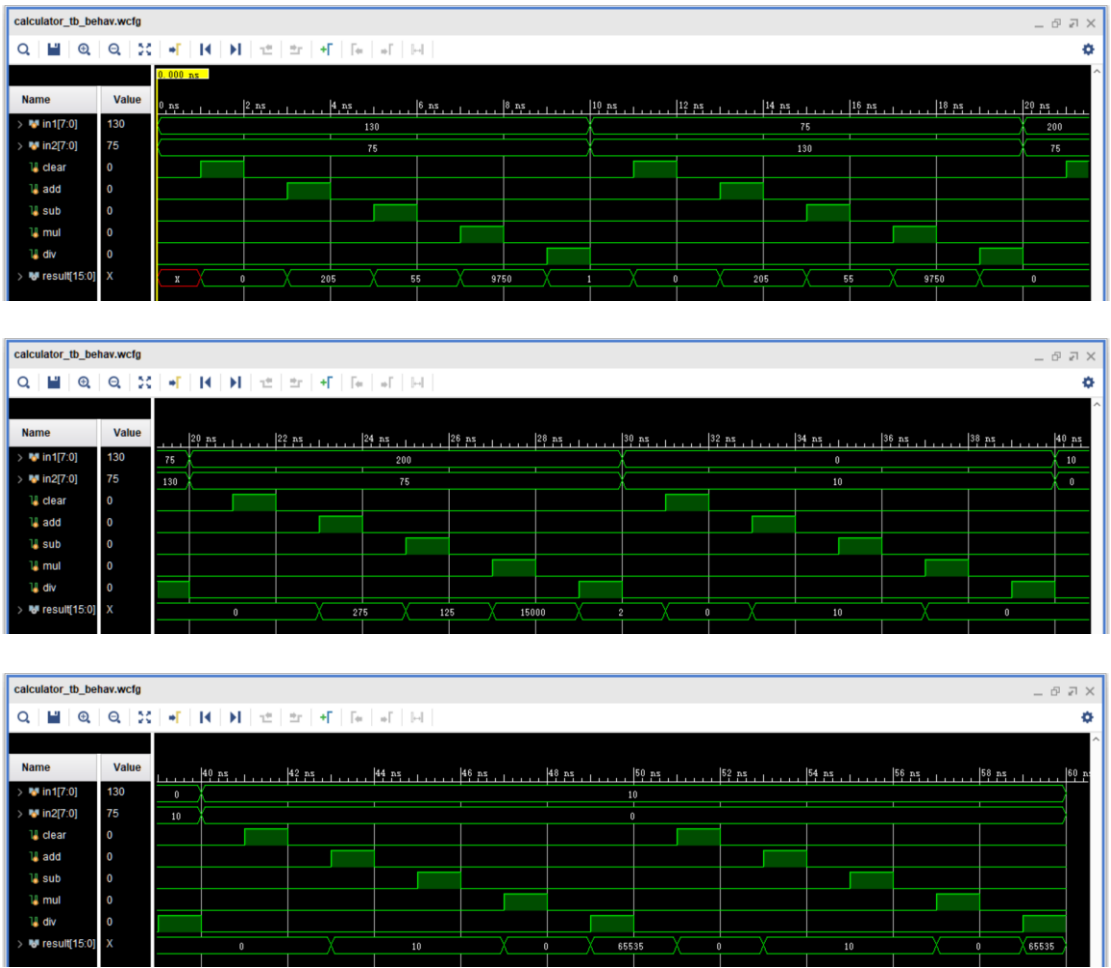 calculator_tb_behav.wcfg
0.000 ns
Name Value 0 ns 2 ns 4 ns 6 ns 8 ns 10 ns 12 ns 14 ns 16 ns 18 ns 20 ns
in1[7:0] 130 130 75 200
in2[7:0] 75 75 130 75
clear 0
add 0
sub 0
mul 0
div 0
result[15:0] X X 0 205 55 9750 1 0 205 55 9750 0
calculator_tb_behav.wcfg
Name Value 20 ns 22 ns 24 ns 26 ns 28 ns 30 ns 32 ns 34 ns 36 ns 38 ns 40 ns
in1[7:0] 130 75 200 0 10
in2[7:0] 75 130 75 10 0
clear 0
add 0
sub 0
mul 0
div 0
result[15:0] X 0 275 125 15000 2 0 10 0
calculator_tb_behav.wcfg
Name Value 40 ns 42 ns 44 ns 46 ns 48 ns 50 ns 52 ns 54 ns 56 ns 58 ns 60 n
in1[7:0] 130 0 10
in2[7:0] 75 10 0
clear 0
add 0
sub 0
mul 0
div 0
result[15:0] X 0 10 0 65535 0 10 0 65535